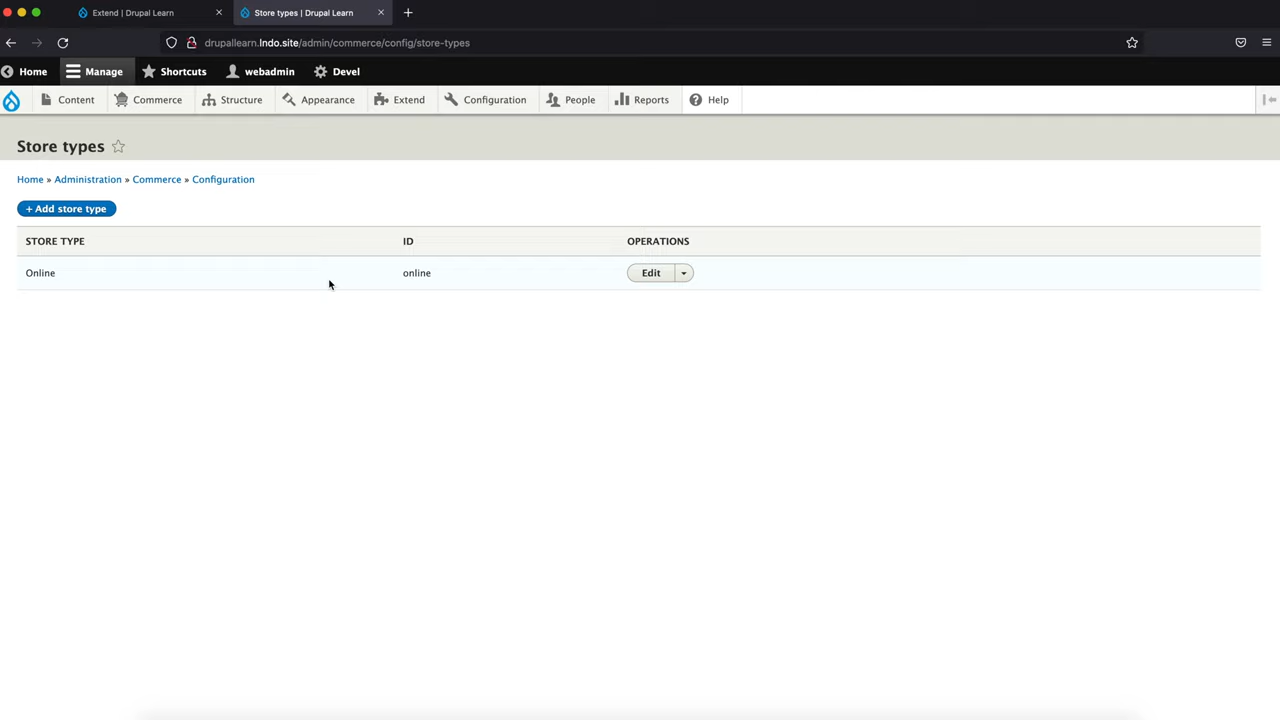 Extend | Drupal Learn
Store types | Drupal Learn
drupallearn.lndo.site/admin/commerce/config/store-types
Home Manage Shortcuts webadmin Devel
Content Commerce Structure Appearance Extend Configuration People Reports Help
Store types
Home » Administration » Commerce » Configuration
+ Add store type
STORE TYPE ID OPERATIONS
Online online Edit